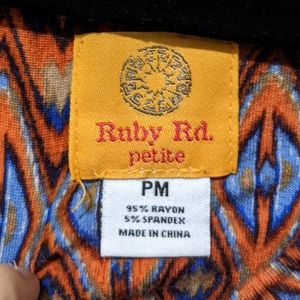 Ruby Rd.
petite
PM
95% RAYON
5% SPANDEX
MADE IN CHINA